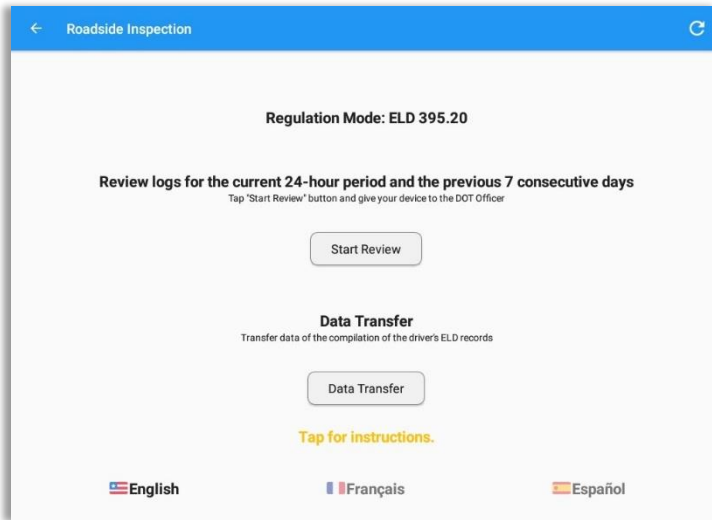 Roadside Inspection
Regulation Mode: ELD 395.20
Review logs for the current 24-hour period and the previous 7 consecutive days
Tap "Start Review" button and give your device to the DOT Officer
Start Review
Data Transfer
Transfer data of the compilation of the driver's ELD records
Data Transfer
Tap for instructions.
English Français Español